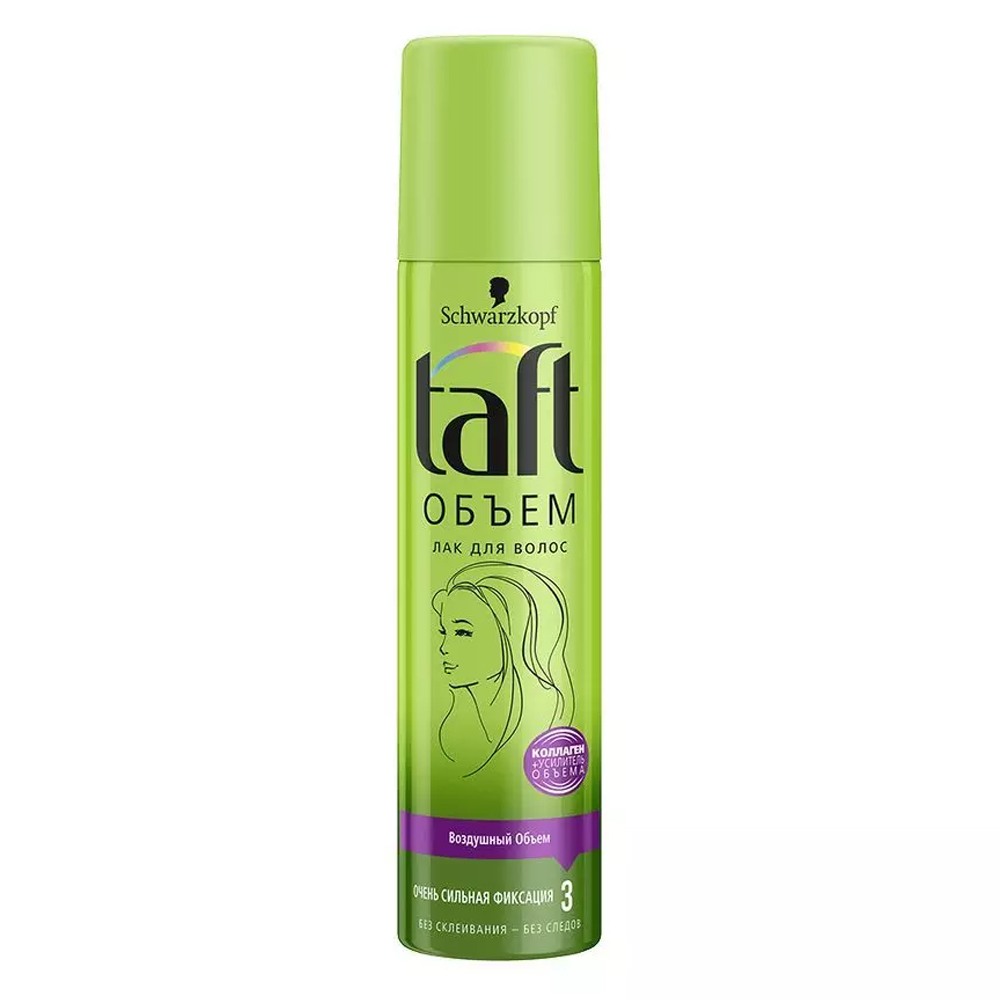 Schwarzkopf
taft
ОБЪЕМ
ЛАК ДЛЯ ВОЛОС
КОЛЛАГЕН
+УСИЛИТЕЛЬ
ОБЪЕМА
Воздушный Объем
ОЧЕНЬ СИЛЬНАЯ ФИКСАЦИЯ 3
БЕЗ СКЛЕИВАНИЯ – БЕЗ СЛЕДОВ